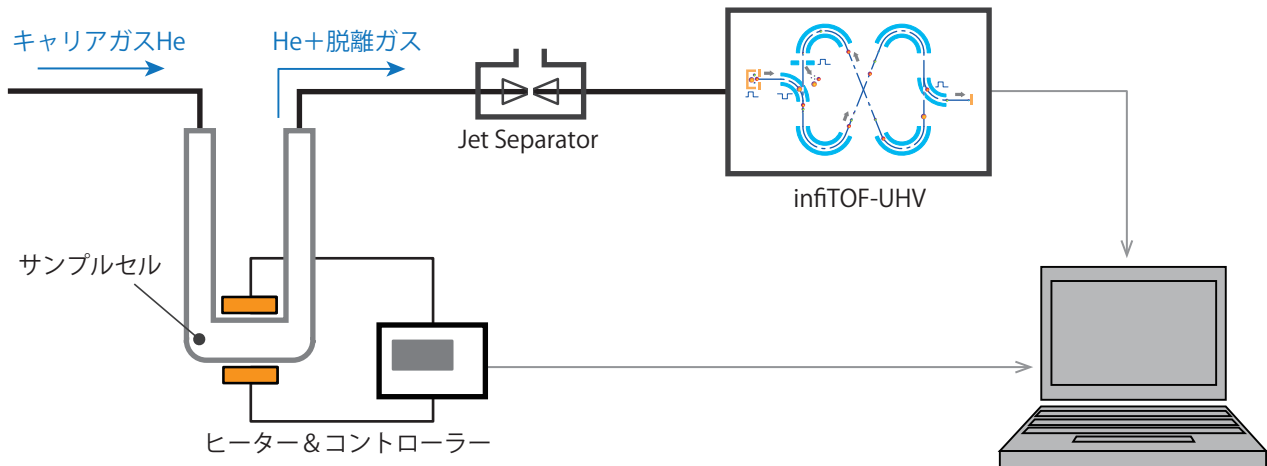 キャリアガスHe
He＋脱離ガス
Jet Separator
infiTOF-UHV
サンプルセル
ヒーター＆コントローラー